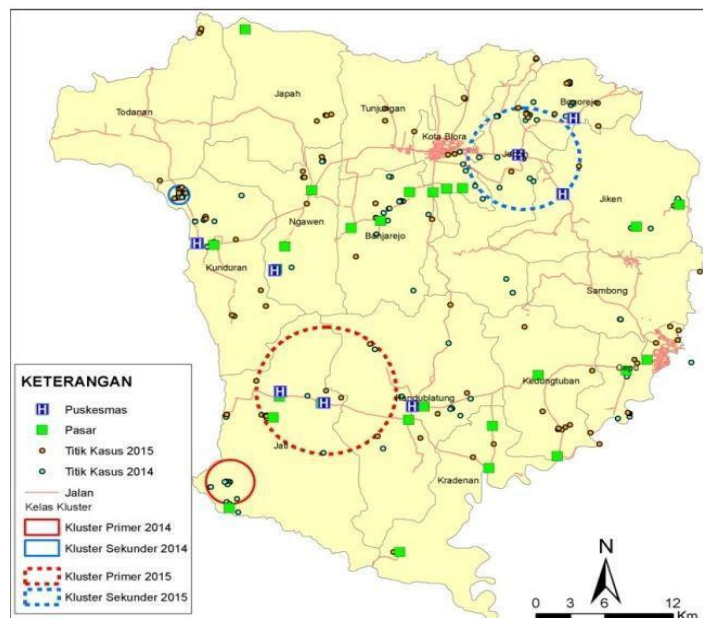 Japah
Todanan
Tunjungan
Bogorejo
Kota Blora
Jiken
Ngawen
Banjarejo
Kunduran
Sambong
Cepu
Kedungtuban
Randublatung
Jati
Kradenan
KETERANGAN
H Puskesmas
Pasar
Titik Kasus 2015
Titik Kasus 2014
Jalan
Kelas Kluster
Kluster Primer 2014
Kluster Sekunder 2014
Kluster Primer 2015
Kluster Sekunder 2015
N
0 3 6 12
Km